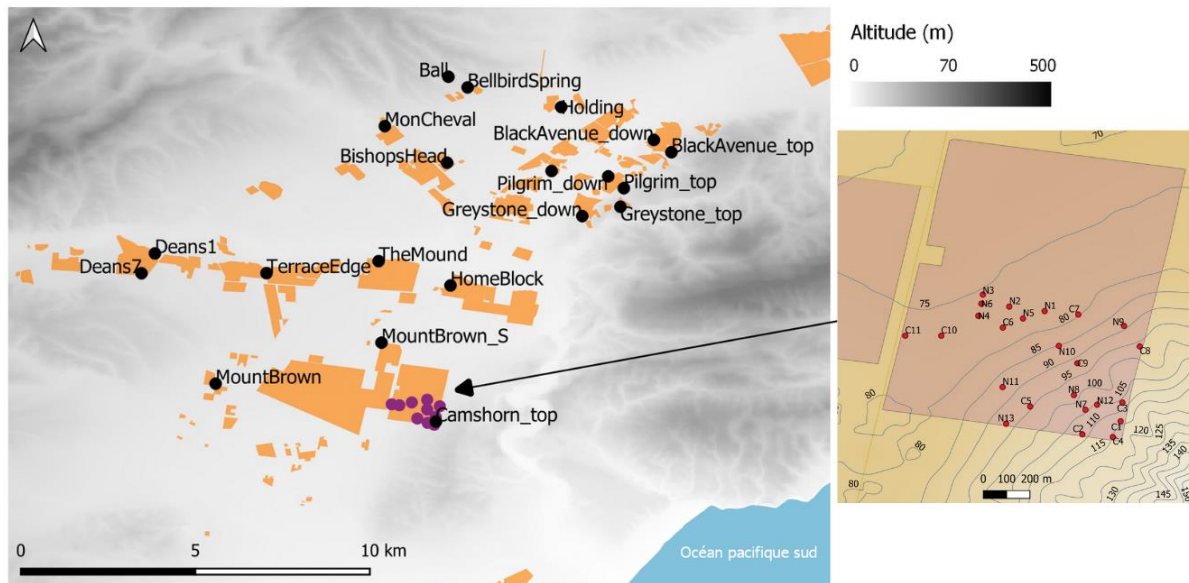 Ball
BellbirdSpring
Holding
MonCheval
BlackAvenue_down
BlackAvenue_top
BishopsHead
Pilgrim_down
Pilgrim_top
Greystone_down
Greystone_top
Deans1
Deans7
TerraceEdge
TheMound
HomeBlock
MountBrown_S
MountBrown
Camshorn_top
Océan pacifique sud
0 5 10 km
Altitude (m)
0 70 500
70
75
N3
N6
N2
N4
N5
N1
C7
80
N9
C6
C11
C10
85
N10
C8
90
C9
95
N11
N8
100
105
C5
N7
N12
C3
110
N13
C2
C1
C4
120
125
115
135
140
80
80
80
130
145
150
0 100 200 m